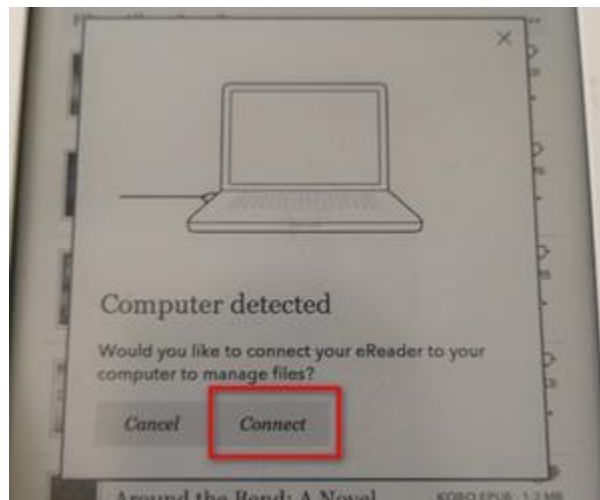 Computer detected
Would you like to connect your eReader to your
computer to manage files?
Cancel
Connect
Around the Bend: A Novel
KOBO EPUB · 1.2 MB